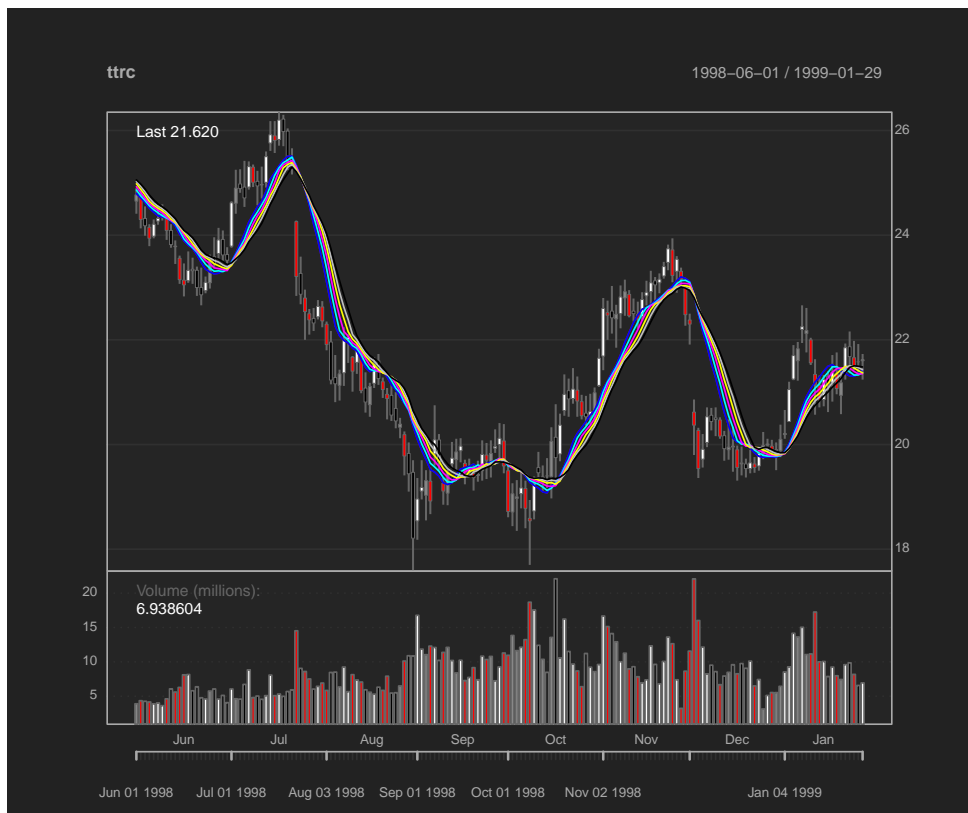 ttrc 1998−06−01 / 1999−01−29
Last 21.620
26
24
22
20
18
Volume (millions):
6.938604
20
15
10
5
Jun Jul Aug Sep Oct Nov Dec Jan
Jun 01 1998 Jul 01 1998 Aug 03 1998 Sep 01 1998 Oct 01 1998 Nov 02 1998 Jan 04 1999